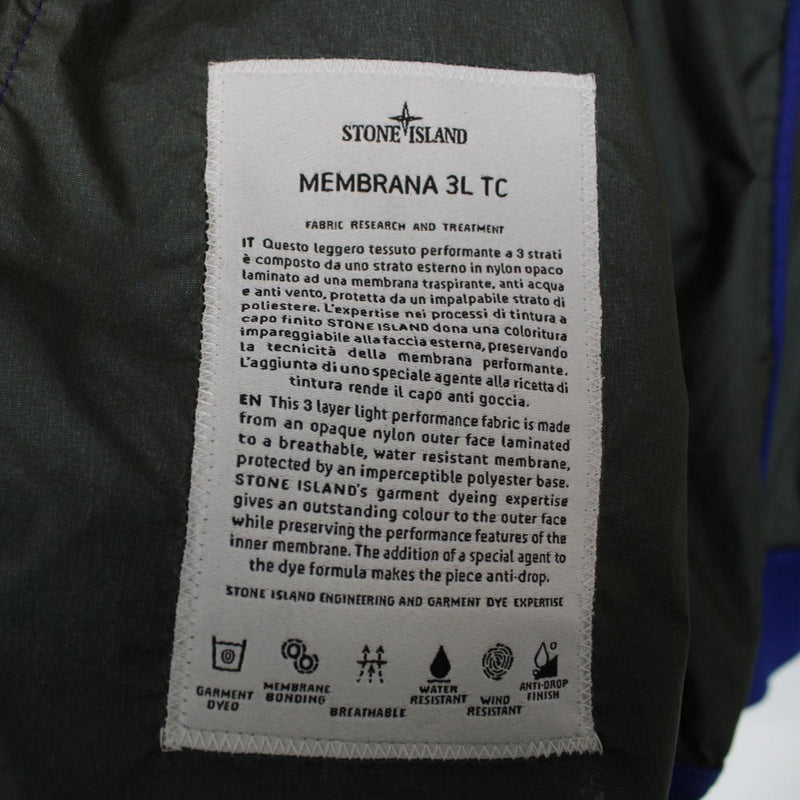 STONE ISLAND
MEMBRANA 3L TC
FABRIC RESEARCH AND TREATMENT
IT Questo leggero tessuto performante a 3 strati
è composto da uno strato esterno in nylon opaco
laminato ad una membrana traspirante, anti acqua
e anti vento, protetta da un impalpabile strato di
poliestere. L'expertise nei processi di tintura a
capo finito STONE ISLAND dona una coloritura
impareggiabile alla faccia esterna, preservando
la tecnicità della membrana performante.
L'aggiunta di uno speciale agente alla ricetta di
tintura rende il capo anti goccia.
EN This 3 layer light performance fabric is made
from an opaque nylon outer face laminated
to a breathable, water resistant membrane,
protected by an imperceptible polyester base.
STONE ISLAND's garment dyeing expertise
gives an outstanding colour to the outer face
while preserving the performance features of the
inner membrane. The addition of a special agent to
the dye formula makes the piece anti-drop.
STONE ISLAND ENGINEERING AND GARMENT DYE EXPERTISE
GARMENT
DYED
MEMBRANE
BONDING
BREATHABLE
WATER
RESISTANT
WIND
RESISTANT
ANTI-DROP
FINISH